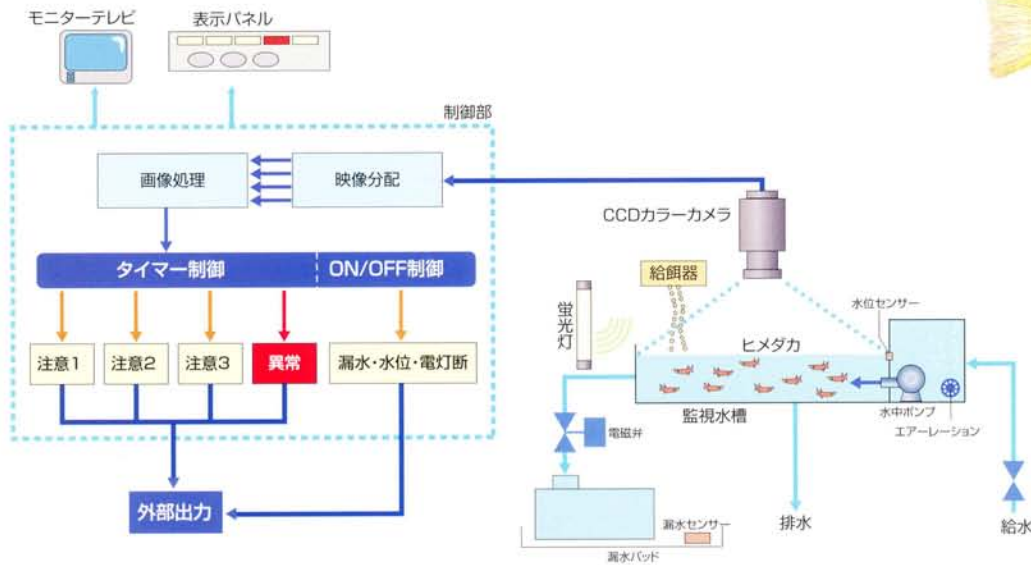 モニターテレビ
表示パネル
制御部
画像処理
映像分配
CCDカラーカメラ
タイマー制御
ON/OFF制御
給餌器
水位センサー
蛍光灯
ヒメダカ
注意1
注意2
注意3
異常
漏水・水位・電灯断
監視水槽
水中ポンプ
エアーレーション
電磁弁
外部出力
漏水センサー
排水
給水
漏水パッド